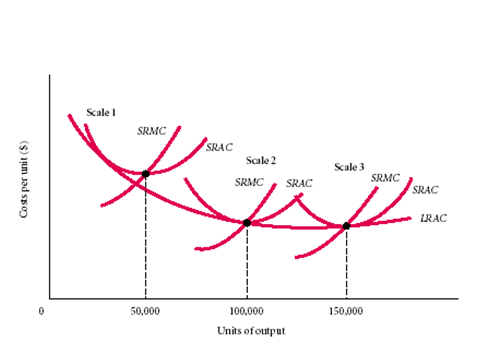 Scale 1
SRMC
SRAC
Scale 2
Scale 3
SRMC
SRAC
SRMC
SRAC
LRAC
Costs per unit ($)
0
50,000
100,000
150,000
Units of output